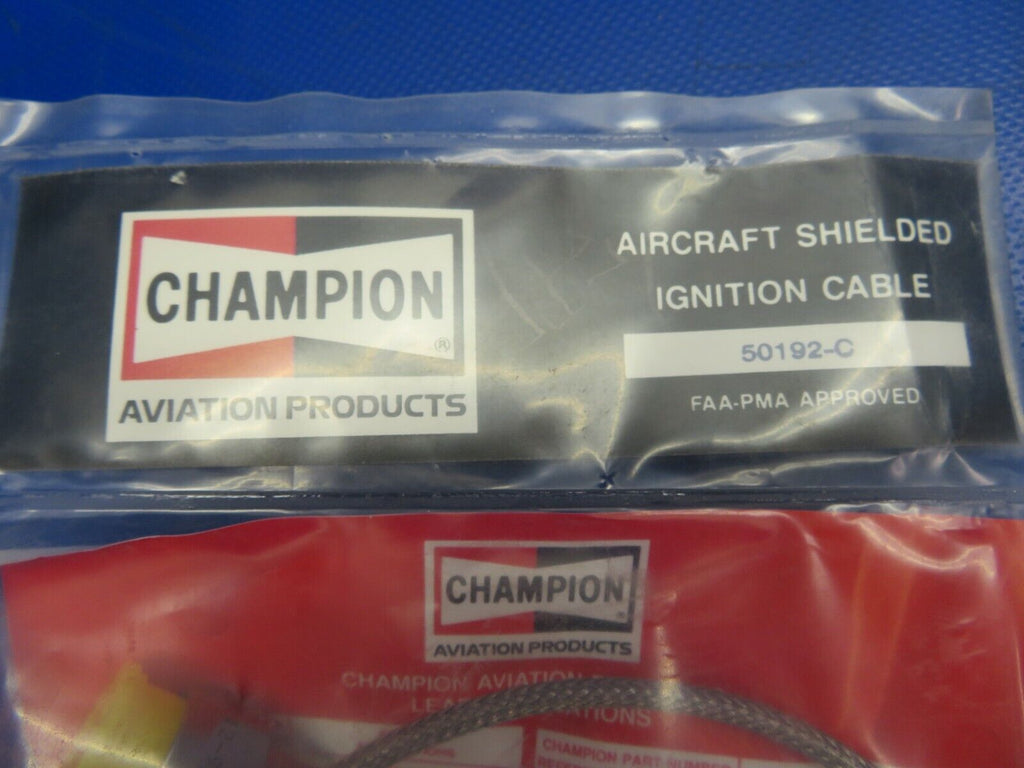 CHAMPION
®
AVIATION PRODUCTS
AIRCRAFT SHIELDED
IGNITION CABLE
50192-C
FAA-PMA APPROVED
CHAMPION
®
AVIATION PRODUCTS
CHAMPION AVIATION
CHAMPION PART NUMBER